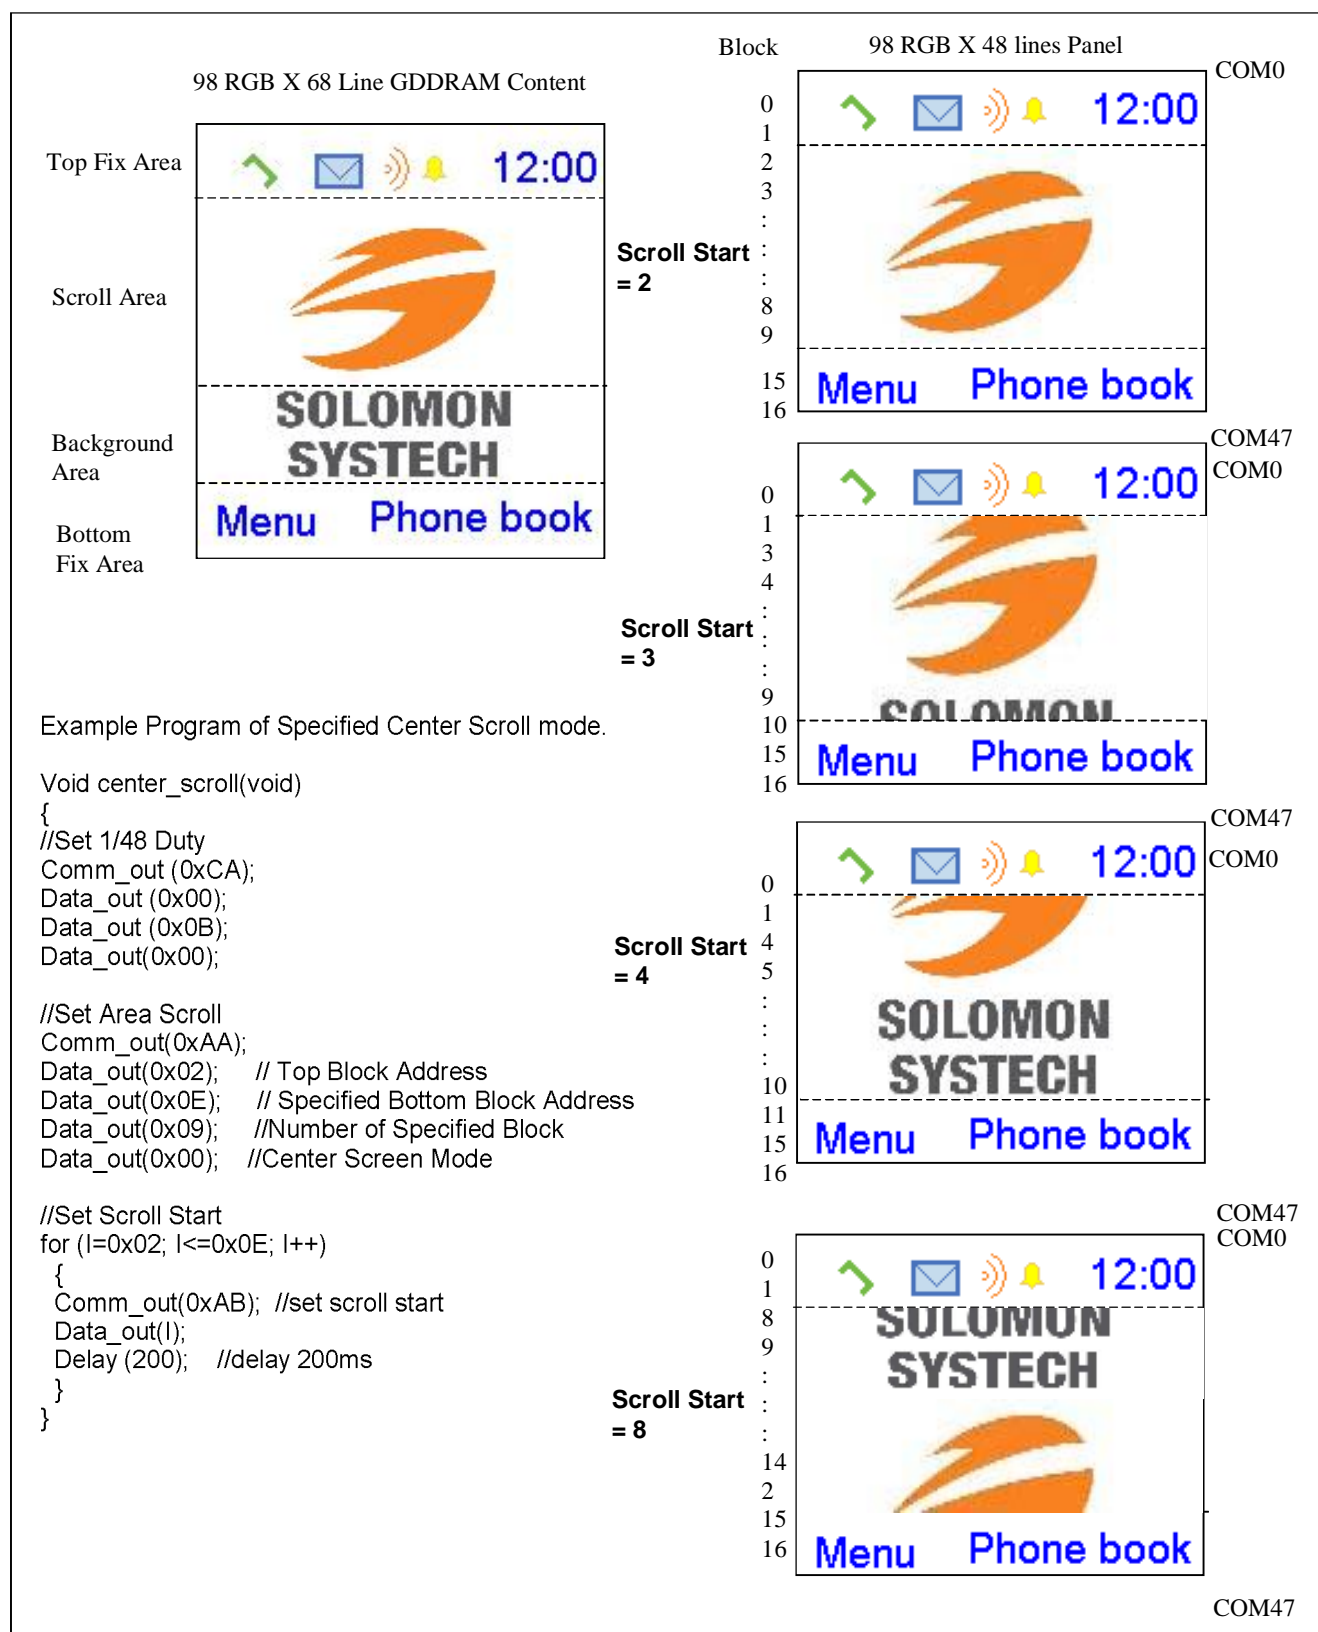 98 RGB X 68 Line GDDRAM Content
Top Fix Area
12:00
Scroll Area
SOLOMON
SYSTECH
Background
Area
Menu Phone book
Bottom
Fix Area
Example Program of Specified Center Scroll mode.
Void center_scroll(void)
{
//Set 1/48 Duty
Comm_out (0xCA);
Data_out (0x00);
Data_out (0x0B);
Data_out(0x00);
//Set Area Scroll
Comm_out(0xAA);
Data_out(0x02); // Top Block Address
Data_out(0x0E); // Specified Bottom Block Address
Data_out(0x09); //Number of Specified Block
Data_out(0x00); //Center Screen Mode
//Set Scroll Start
for (I=0x02; I<=0x0E; I++)
{
Comm_out(0xAB); //set scroll start
Data_out(I);
Delay (200); //delay 200ms
}
}
Block
98 RGB X 48 lines Panel
COM0
0
1
2
3
:
:
:
8
9
15
16
Scroll Start
= 2
12:00
Menu Phone book
COM47
COM0
0
1
3
4
:
:
:
9
10
15
16
Scroll Start
= 3
12:00
SOLOMON
Menu Phone book
COM47
COM0
0
1
4
5
:
:
:
10
11
15
16
Scroll Start
= 4
12:00
SOLOMON
SYSTECH
Menu Phone book
COM47
COM0
0
1
8
9
:
:
:
14
2
15
16
Scroll Start
= 8
12:00
SOLOMON
SYSTECH
Menu Phone book
COM47